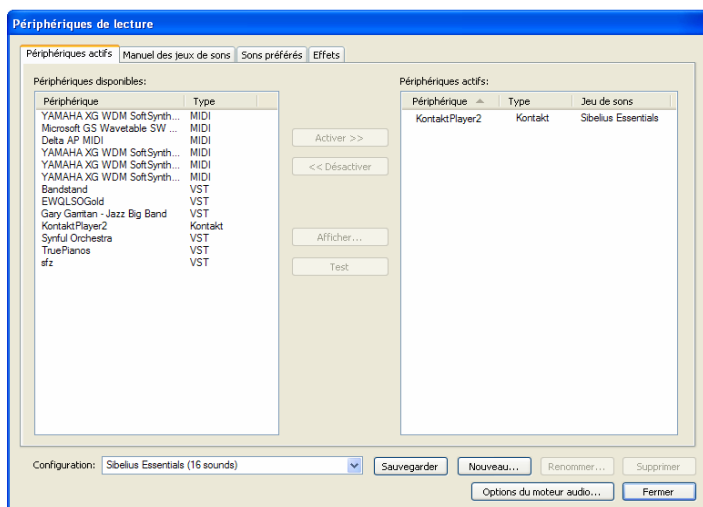 Périphériques de lecture
Périphériques actifs Manuel des jeux de sons Sons préférés Effets
Périphériques disponibles:
Périphérique Type
YAMAHA XG WDM SoftSynth... MIDI
Microsoft GS Wavetable SW ... MIDI
Delta AP MIDI MIDI
YAMAHA XG WDM SoftSynth... MIDI
YAMAHA XG WDM SoftSynth... MIDI
YAMAHA XG WDM SoftSynth... MIDI
Bandstand VST
EWQLSOGold VST
Gary Garritan - Jazz Big Band VST
KontaktPlayer2 Kontakt
Synful Orchestra VST
TruePianos VST
sfz VST
Activer >>
<< Désactiver
Afficher...
Test
Périphériques actifs:
Périphérique Type Jeu de sons
KontaktPlayer2 Kontakt Sibelius Essentials
Configuration: Sibelius Essentials (16 sounds) Sauvegarder Nouveau... Renommer... Supprimer
Options du moteur audio... Fermer